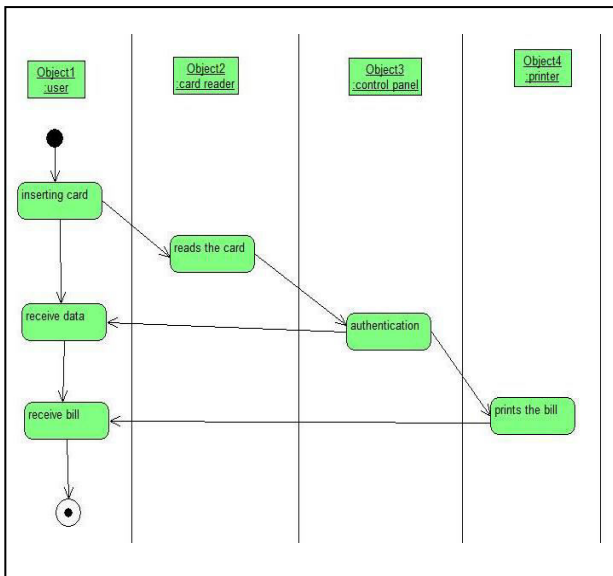 Object1
:user
Object2
:card reader
Object3
:control panel
Object4
:printer
inserting card
reads the card
receive data
authentication
receive bill
prints the bill